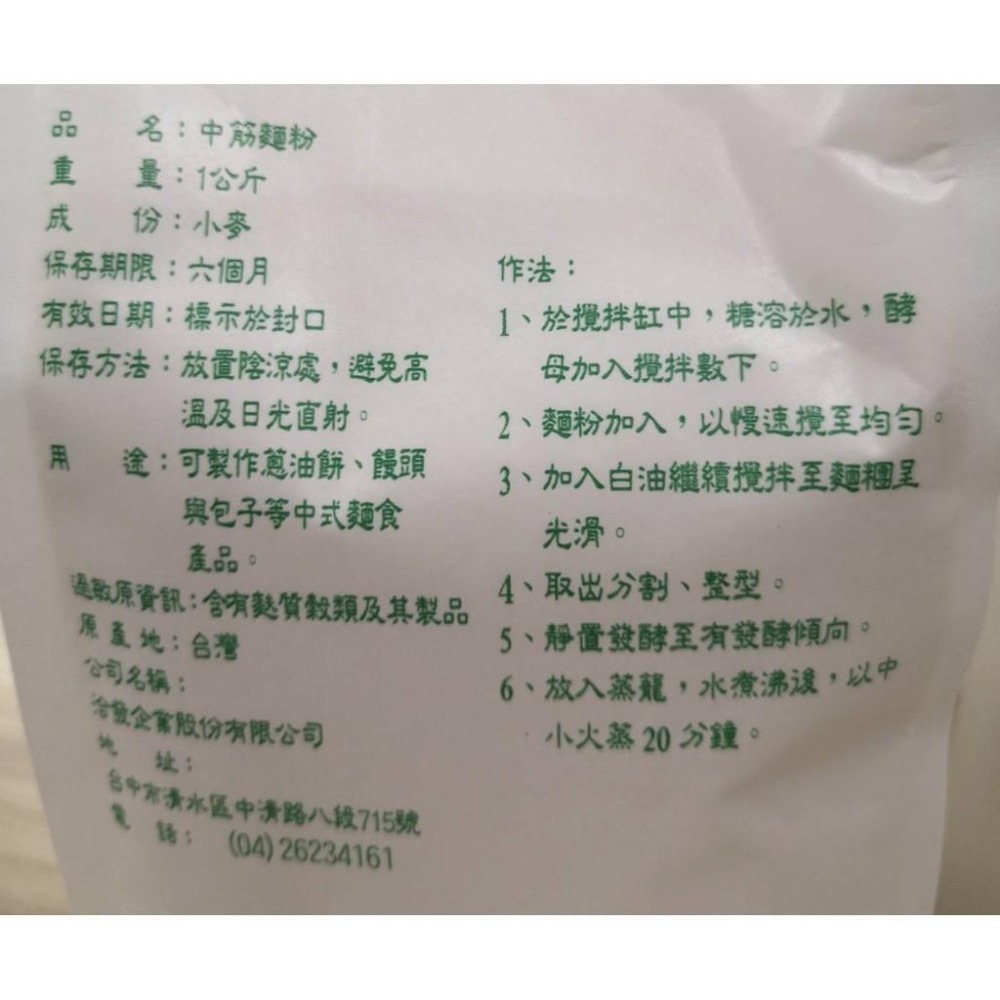 品名：中筋麵粉
重量：1公斤
成份：小麥
保存期限：六個月
有效日期：標示於封口
保存方法：放置陰涼處，避免高
溫及日光直射。
用途：可製作蔥油餅、饅頭
與包子等中式麵食
產品。
過敏原資訊：含有麩質穀類及其製品
原產地：台灣
公司名稱：
洽發企業股份有限公司
地址：
台中市清水區中清路八段715號
電話：(04) 26234161
作法：
1、於攪拌缸中，糖溶於水，酵
母加入攪拌數下。
2、麵粉加入，以慢速攪至均勻。
3、加入白油繼續攪拌至麵糰呈
光滑。
4、取出分割、整型。
5、靜置發酵至有發酵傾向。
6、放入蒸籠，水煮沸後，以中
小火蒸 20 分鐘。